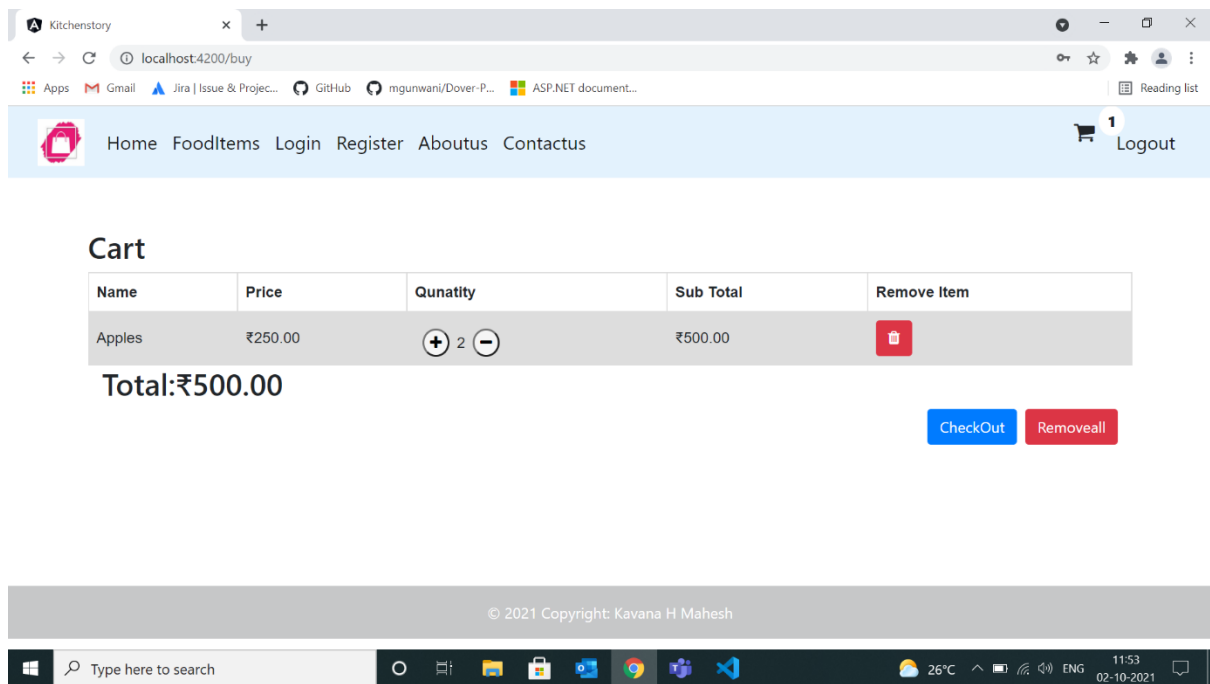 Kitchenstory
localhost:4200/buy
Apps Gmail Jira | Issue & Projec... GitHub mgunwani/Dover-P... ASP.NET document... Reading list
Home FoodItems Login Register Aboutus Contactus 1 Logout
Cart
Name Price Qunatity Sub Total Remove Item
Apples ₹250.00 2 ₹500.00
Total:₹500.00
CheckOut Removeall
© 2021 Copyright: Kavana H Mahesh
Type here to search 26°C ENG 11:53
02-10-2021